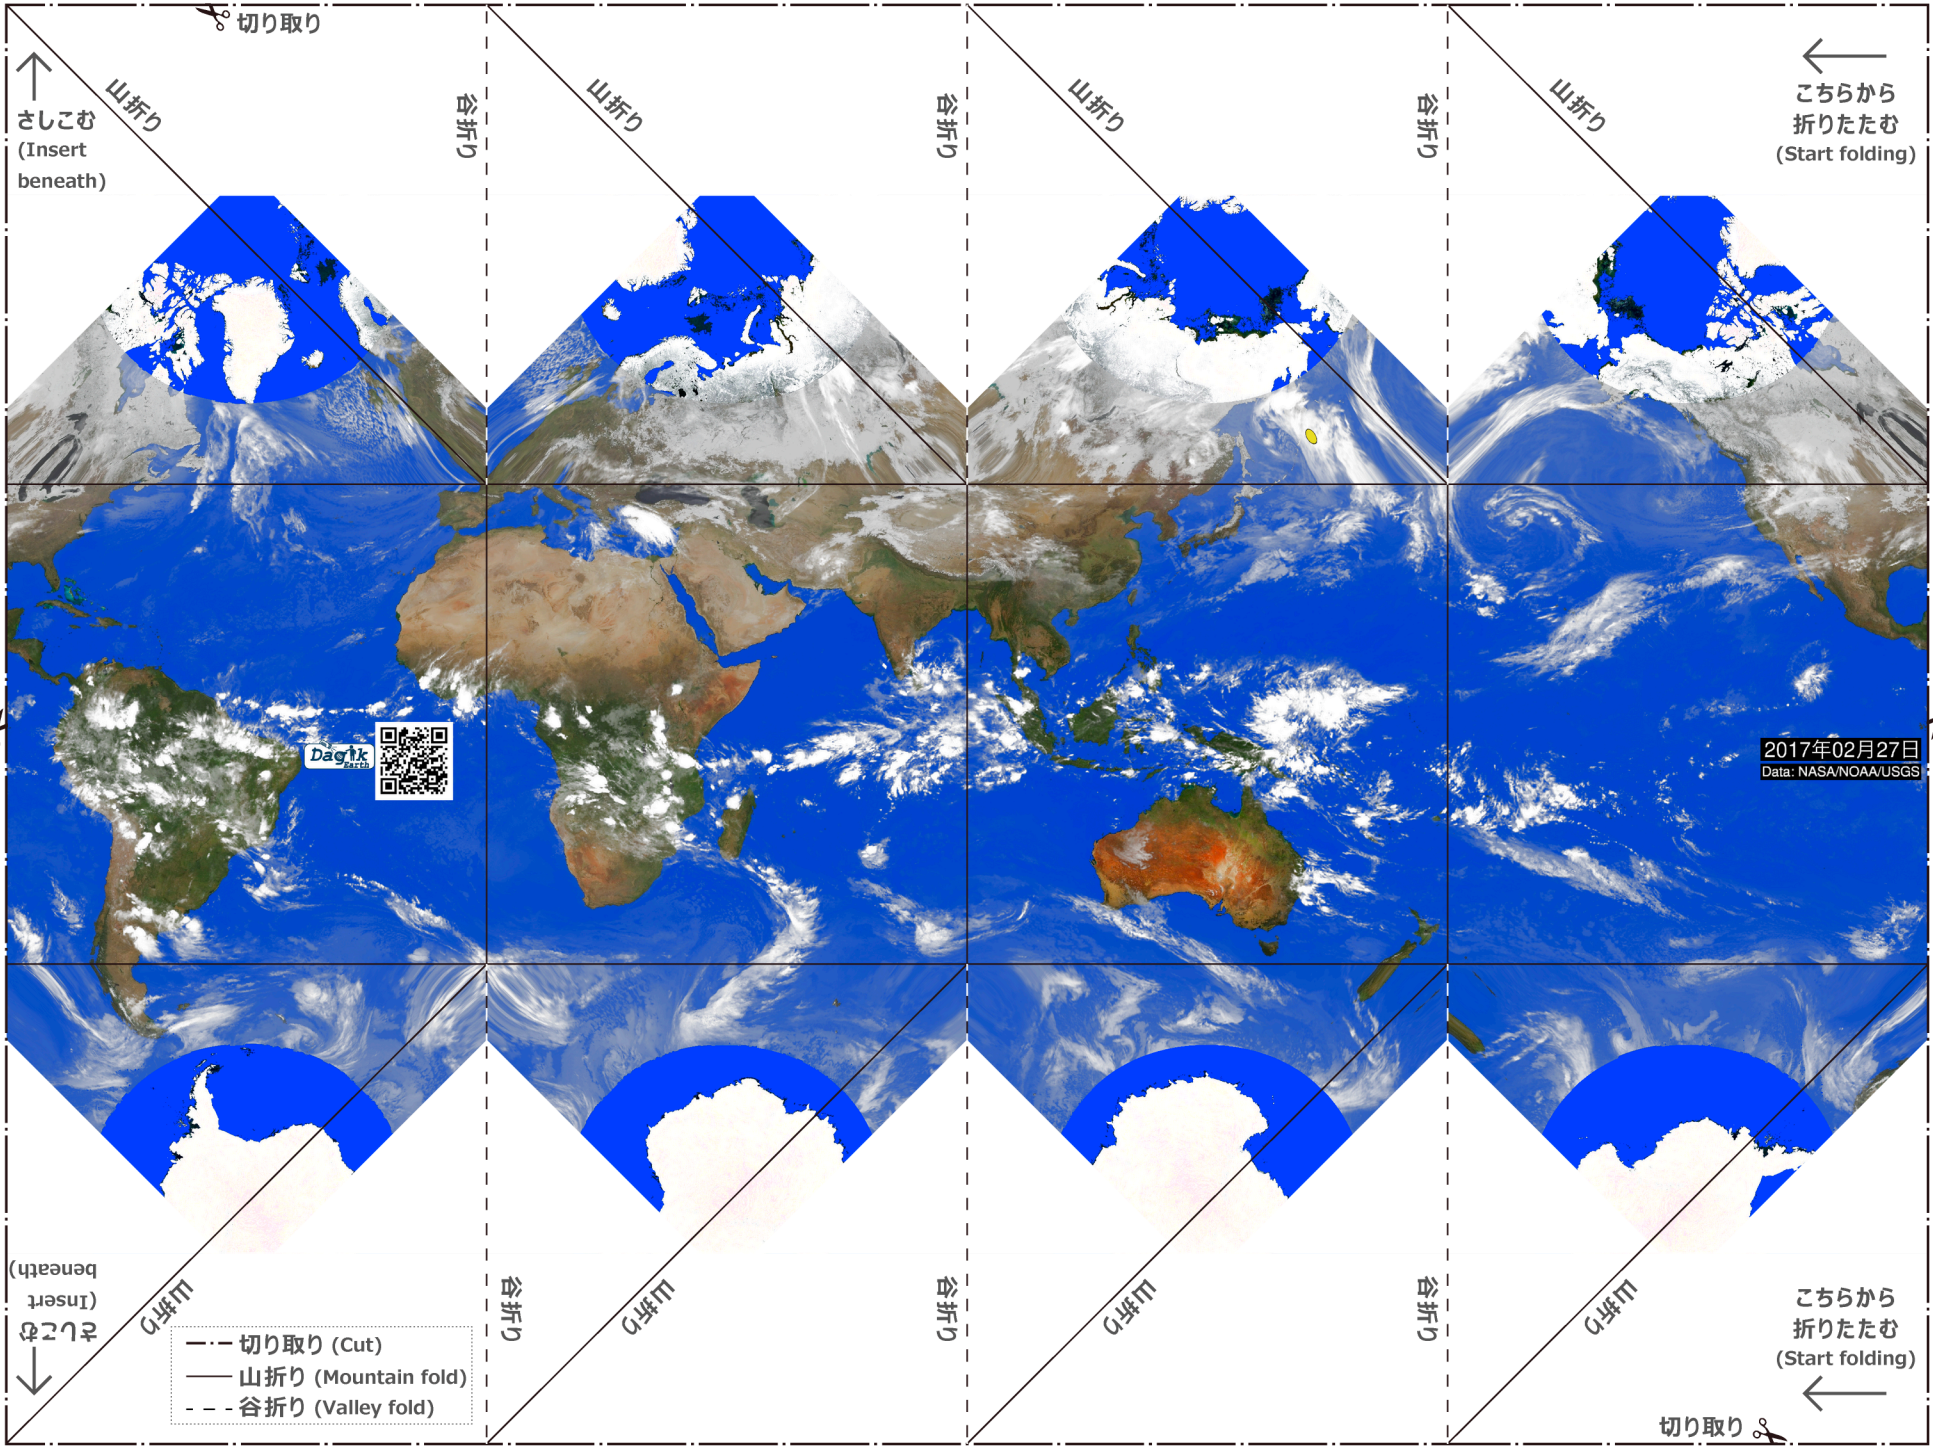 切り取り
さしこむ
(Insert
beneath)
山折り
谷折り
山折り
谷折り
山折り
谷折り
山折り
こちらから
折りたたむ
(Start folding)
Dagik
Earth
2017年02月27日
Data: NASA/NOAA/USGS
さしこむ
(Insert
beneath)
山折り
谷折り
山折り
谷折り
山折り
谷折り
山折り
こちらから
折りたたむ
(Start folding)
切り取り (Cut)
山折り (Mountain fold)
谷折り (Valley fold)
切り取り